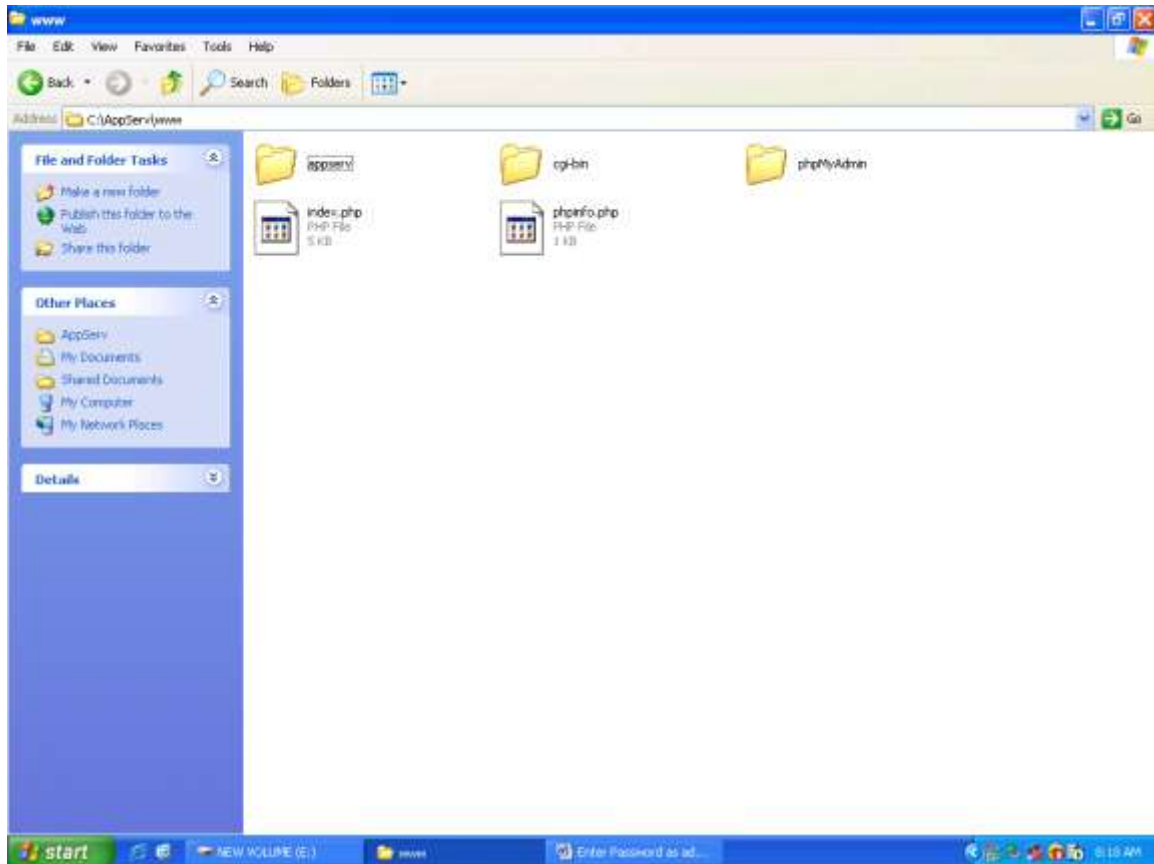 www
File Edit View Favorites Tools Help
Back Search Folders
Address C:\AppServ\www Go
File and Folder Tasks
Make a new folder
Publish this folder to the
Web
Share this folder
Other Places
AppServ
My Documents
Shared Documents
My Computer
My Network Places
Details
appserv
cgi-bin
phpMyAdmin
index.php
PHP File
5 KB
phpinfo.php
PHP File
1 KB
start NEW VOLUME (E:) www Enter Password as ad... AM